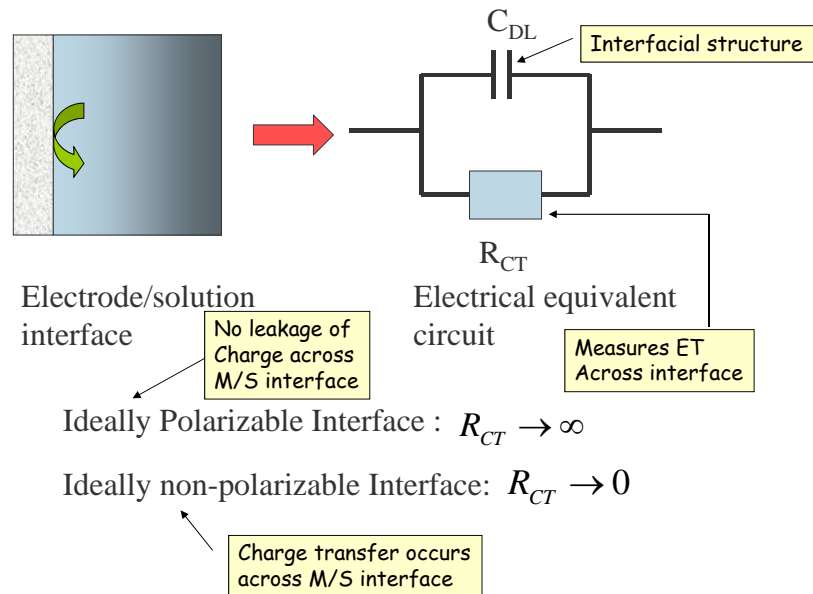 C_DL
Interfacial structure
R_CT
Electrode/solution
interface
Electrical equivalent
circuit
No leakage of
Charge across
M/S interface
Measures ET
Across interface
Ideally Polarizable Interface : R_CT → ∞
Ideally non-polarizable Interface: R_CT → 0
Charge transfer occurs
across M/S interface